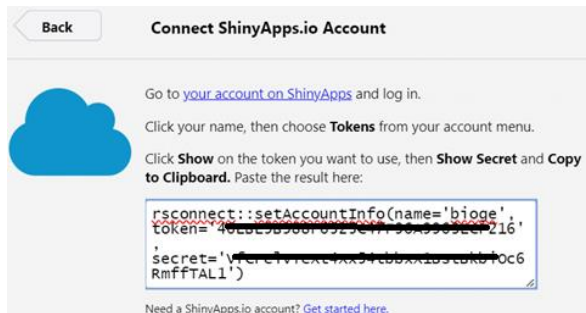 Back
Connect ShinyApps.io Account
Go to your account on ShinyApps and log in.
Click your name, then choose Tokens from your account menu.
Click Show on the token you want to use, then Show Secret and Copy
to Clipboard. Paste the result here:
rsconnect::setAccountInfo(name='bioge',
token='
,
secret='
Need a ShinyApps.io account? Get started here.